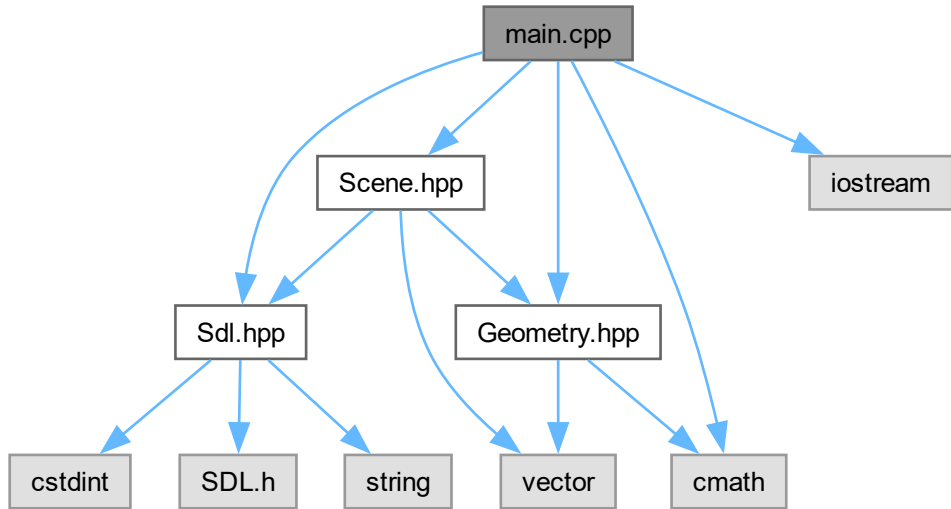 main.cpp
Scene.hpp
iostream
Sdl.hpp
Geometry.hpp
cstdint
SDL.h
string
vector
cmath